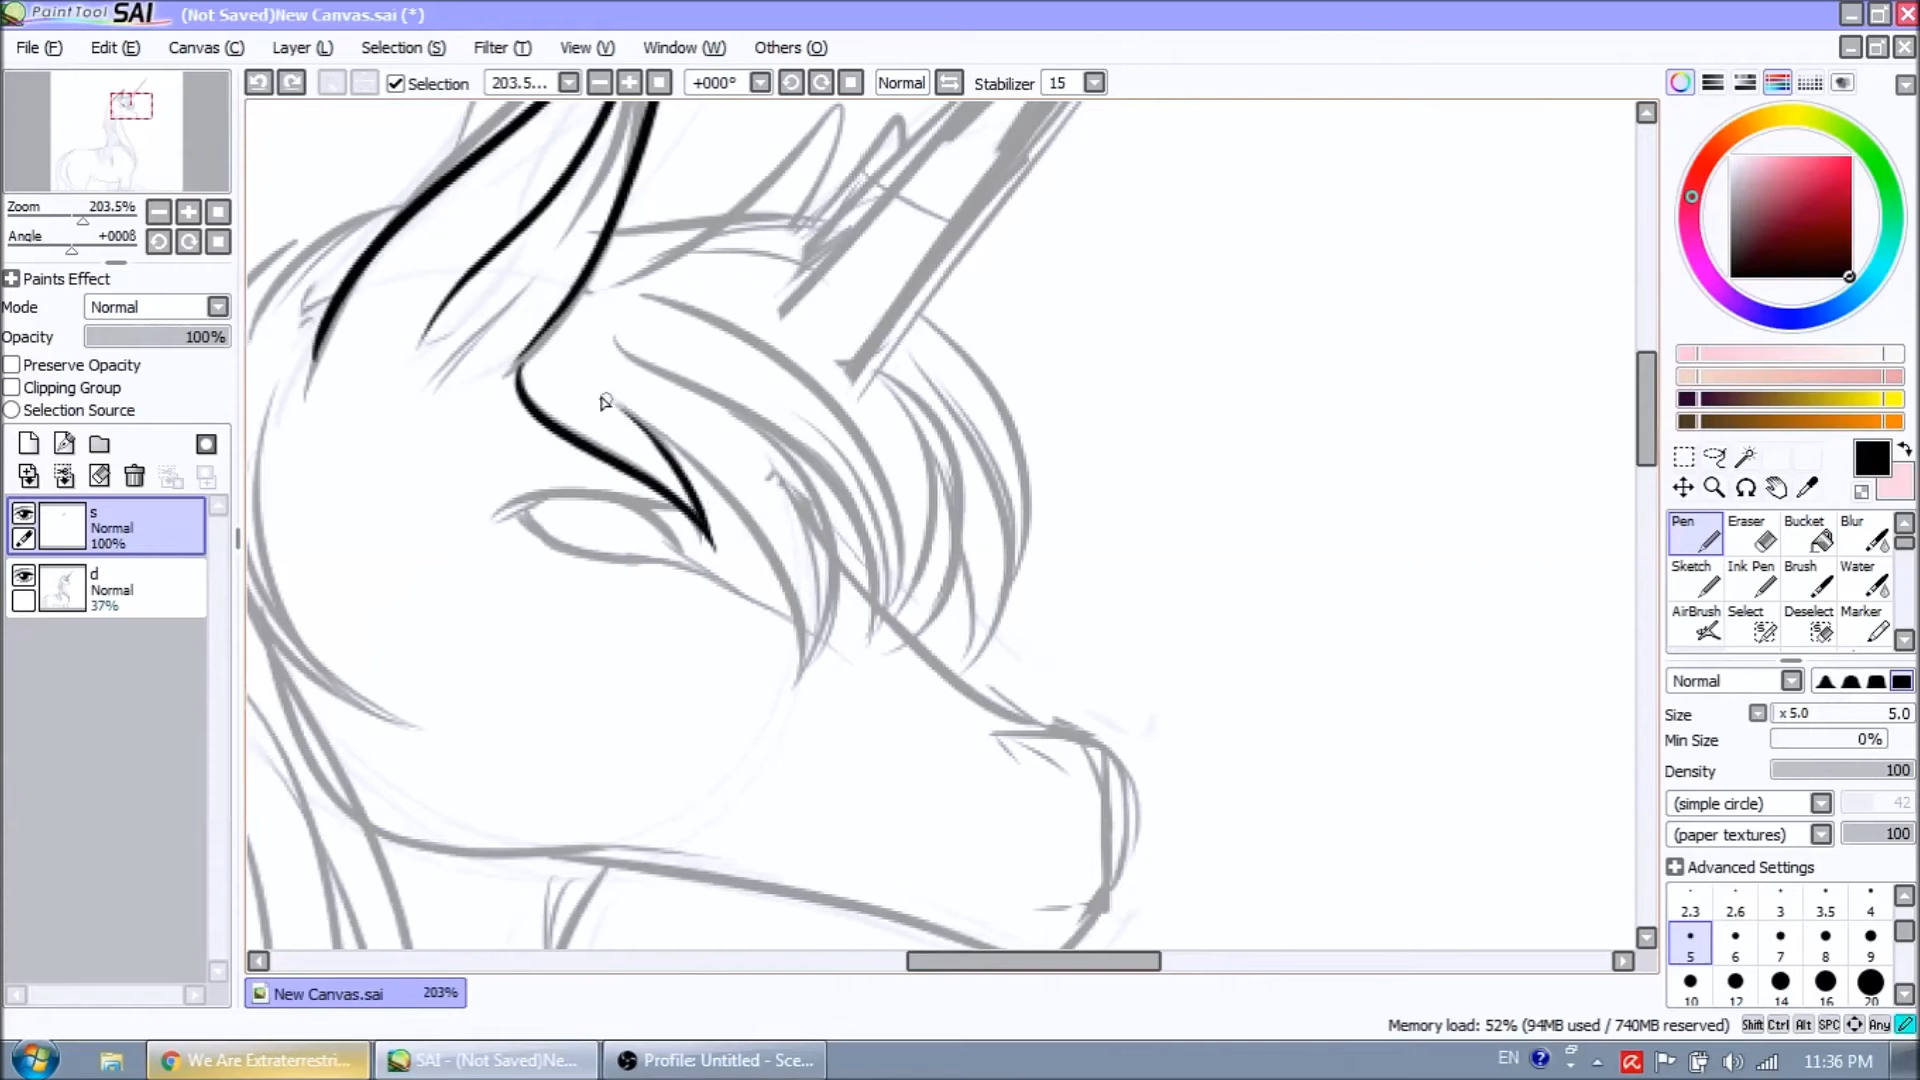 PaintTool SAI (Not Saved)New Canvas.sai (*)
File (F) Edit (E) Canvas (C) Layer (L) Selection (S) Filter (T) View (V) Window (W) Others (O)
Selection 203.5... +000° Normal Stabilizer 15
Zoom 203.5%
Angle +0008
Paints Effect
Mode Normal
Opacity 100%
Preserve Opacity
Clipping Group
Selection Source
s
Normal
100%
d
Normal
37%
Pen Eraser Bucket Blur
Sketch Ink Pen Brush Water
AirBrush Select Deselect Marker
Normal
Size x 5.0 5.0
Min Size 0%
Density 100
(simple circle) 42
(paper textures) 100
Advanced Settings
2.3 2.6 3 3.5 4
5 6 7 8 9
10 12 14 16 20
New Canvas.sai 203%
Memory load: 52% (94MB used / 740MB reserved) Shift Ctrl Alt SPC Any
We Are Extraterrestri... SAI - (Not Saved)Ne... Profile: Untitled - Sce... EN 11:36 PM